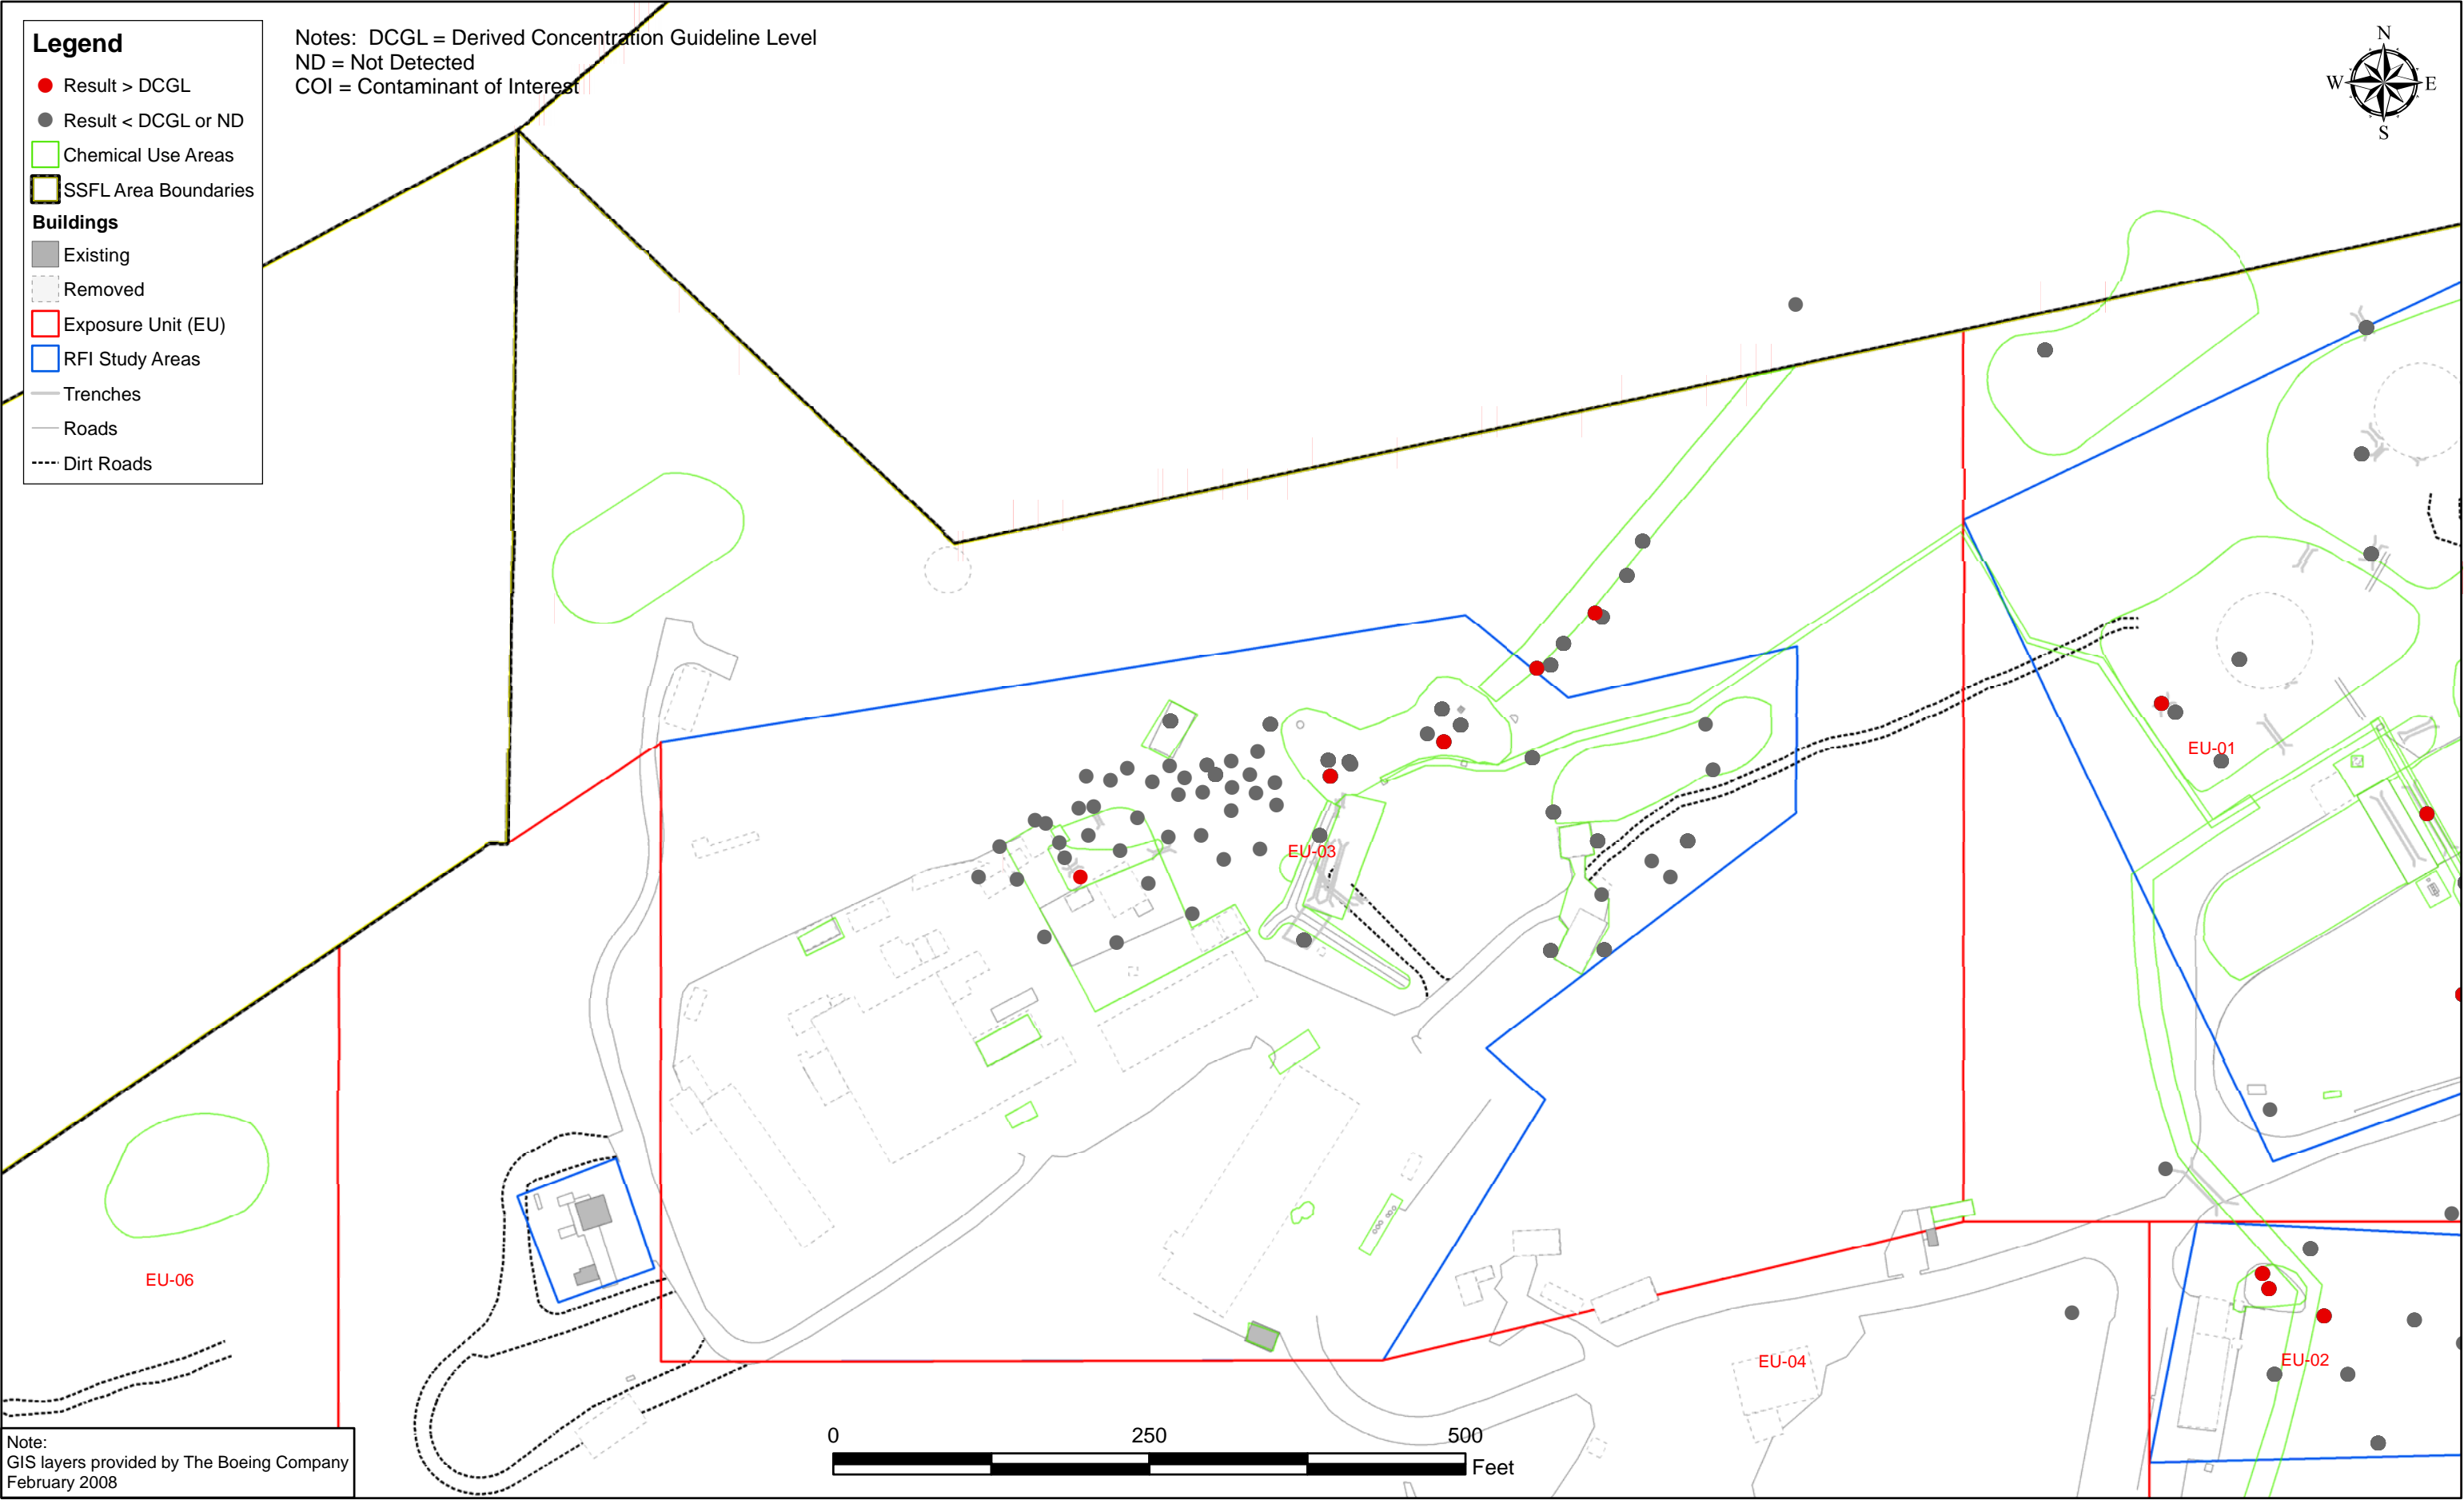 Legend
Result > DCGL
Result < DCGL or ND
Chemical Use Areas
SSFL Area Boundaries
Buildings
Existing
Removed
Exposure Unit (EU)
RFI Study Areas
Trenches
Roads
Dirt Roads
Notes: DCGL = Derived Concentration Guideline Level
ND = Not Detected
COI = Contaminant of Interest
N
W E
S
EU-01
EU-03
EU-06
EU-04
EU-02
0 250 500
Feet
Note:
GIS layers provided by The Boeing Company
February 2008